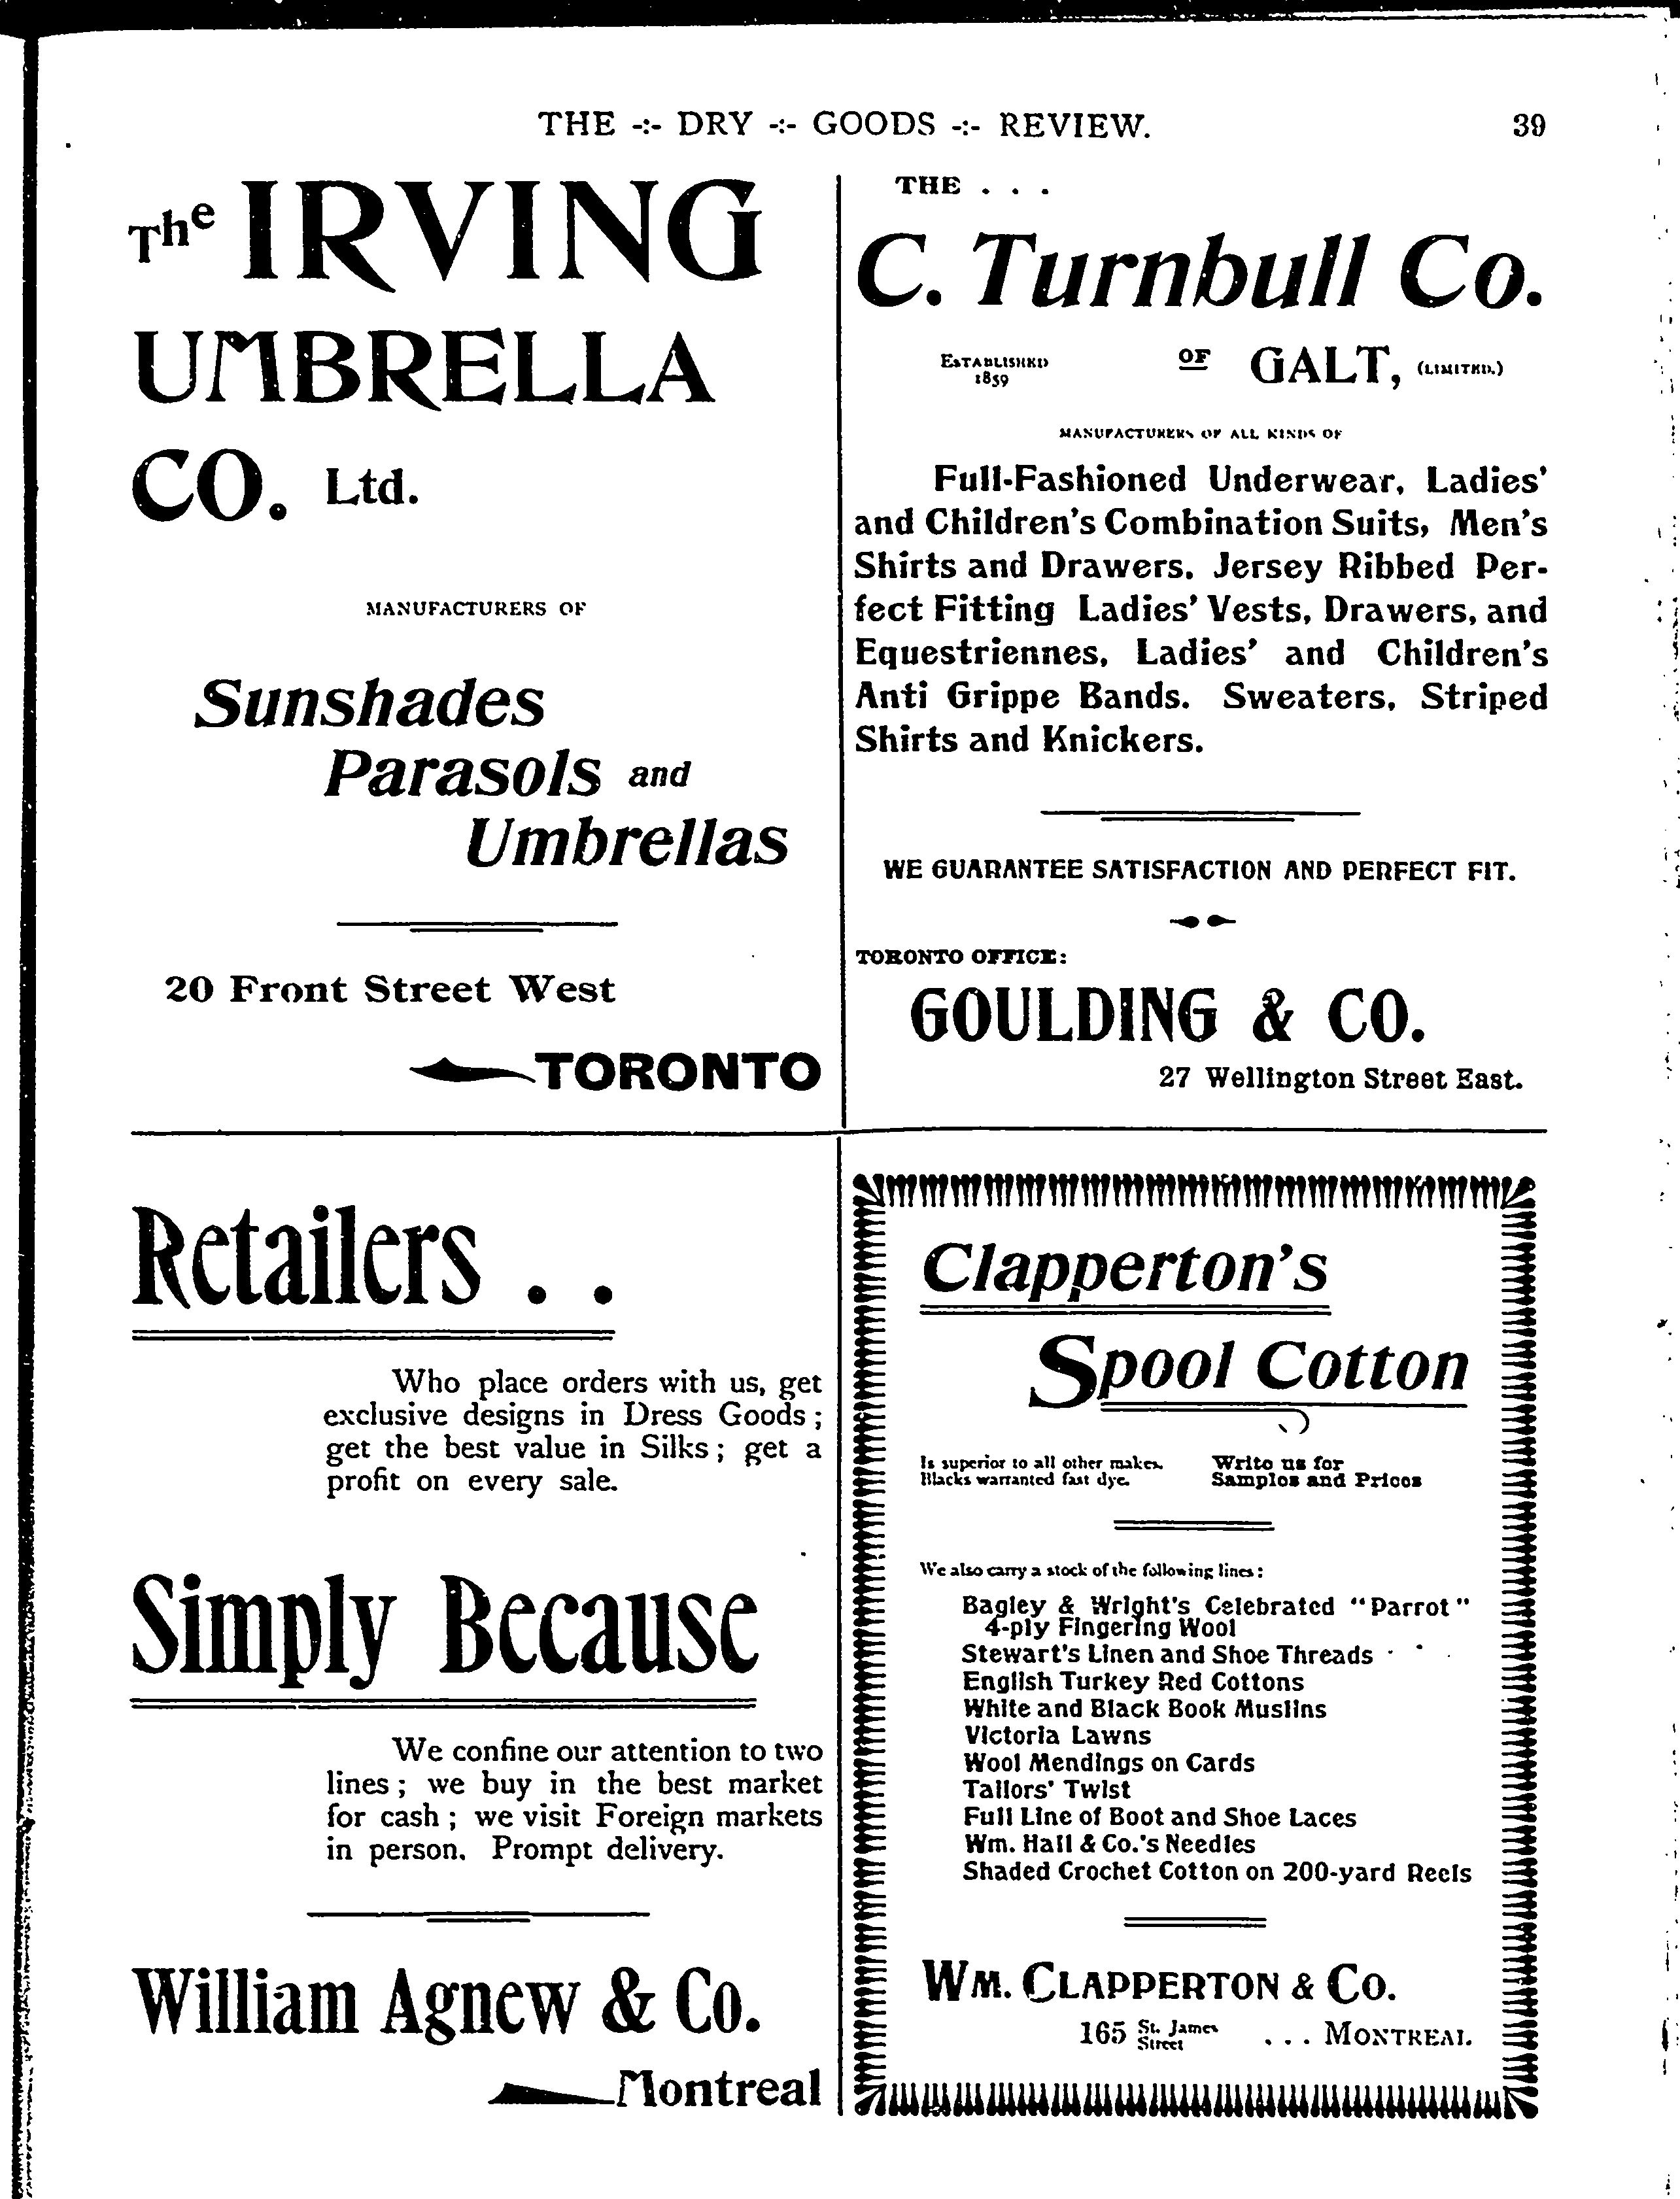 THE -:- DRY -:- GOODS -:- REVIEW.
39
The IRVING
UMBRELLA
CO. Ltd.
MANUFACTURERS OF
Sunshades
Parasols and
Umbrellas
20 Front Street West
TORONTO
THE . . .
C. Turnbull Co.
ESTABLISHED
1859
OF GALT, (LIMITED.)
MANUFACTURERS OF ALL KINDS OF
Full-Fashioned Underwear, Ladies'
and Children's Combination Suits, Men's
Shirts and Drawers. Jersey Ribbed Per-
fect Fitting Ladies' Vests, Drawers, and
Equestriennes, Ladies' and Children's
Anti Grippe Bands. Sweaters, Striped
Shirts and Knickers.
WE GUARANTEE SATISFACTION AND PERFECT FIT.
TORONTO OFFICE:
GOULDING & CO.
27 Wellington Street East.
Retailers . .
Who place orders with us, get
exclusive designs in Dress Goods ;
get the best value in Silks ; get a
profit on every sale.
Simply Because
We confine our attention to two
lines ; we buy in the best market
for cash ; we visit Foreign markets
in person. Prompt delivery.
William Agnew & Co.
Montreal
Clapperton's
Spool Cotton
Is superior to all other makes.
Blacks warranted fast dye.
Write us for
Samples and Prices
We also carry a stock of the following lines :
Bagley & Wright's Celebrated "Parrot"
4-ply Fingering Wool
Stewart's Linen and Shoe Threads
English Turkey Red Cottons
White and Black Book Muslins
Victoria Lawns
Wool Mendings on Cards
Tailors' Twist
Full Line of Boot and Shoe Laces
Wm. Hall & Co.'s Needles
Shaded Crochet Cotton on 200-yard Reels
WM. CLAPPERTON & CO.
165 St. James Street . . . MONTREAL